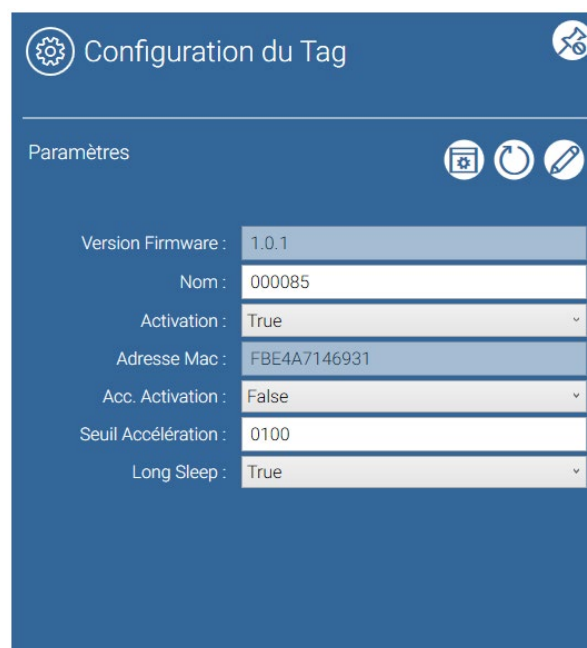 Configuration du Tag
Paramètres
Version Firmware : 1.0.1
Nom : 000085
Activation : True
Adresse Mac : FBE4A7146931
Acc. Activation : False
Seuil Accélération : 0100
Long Sleep : True